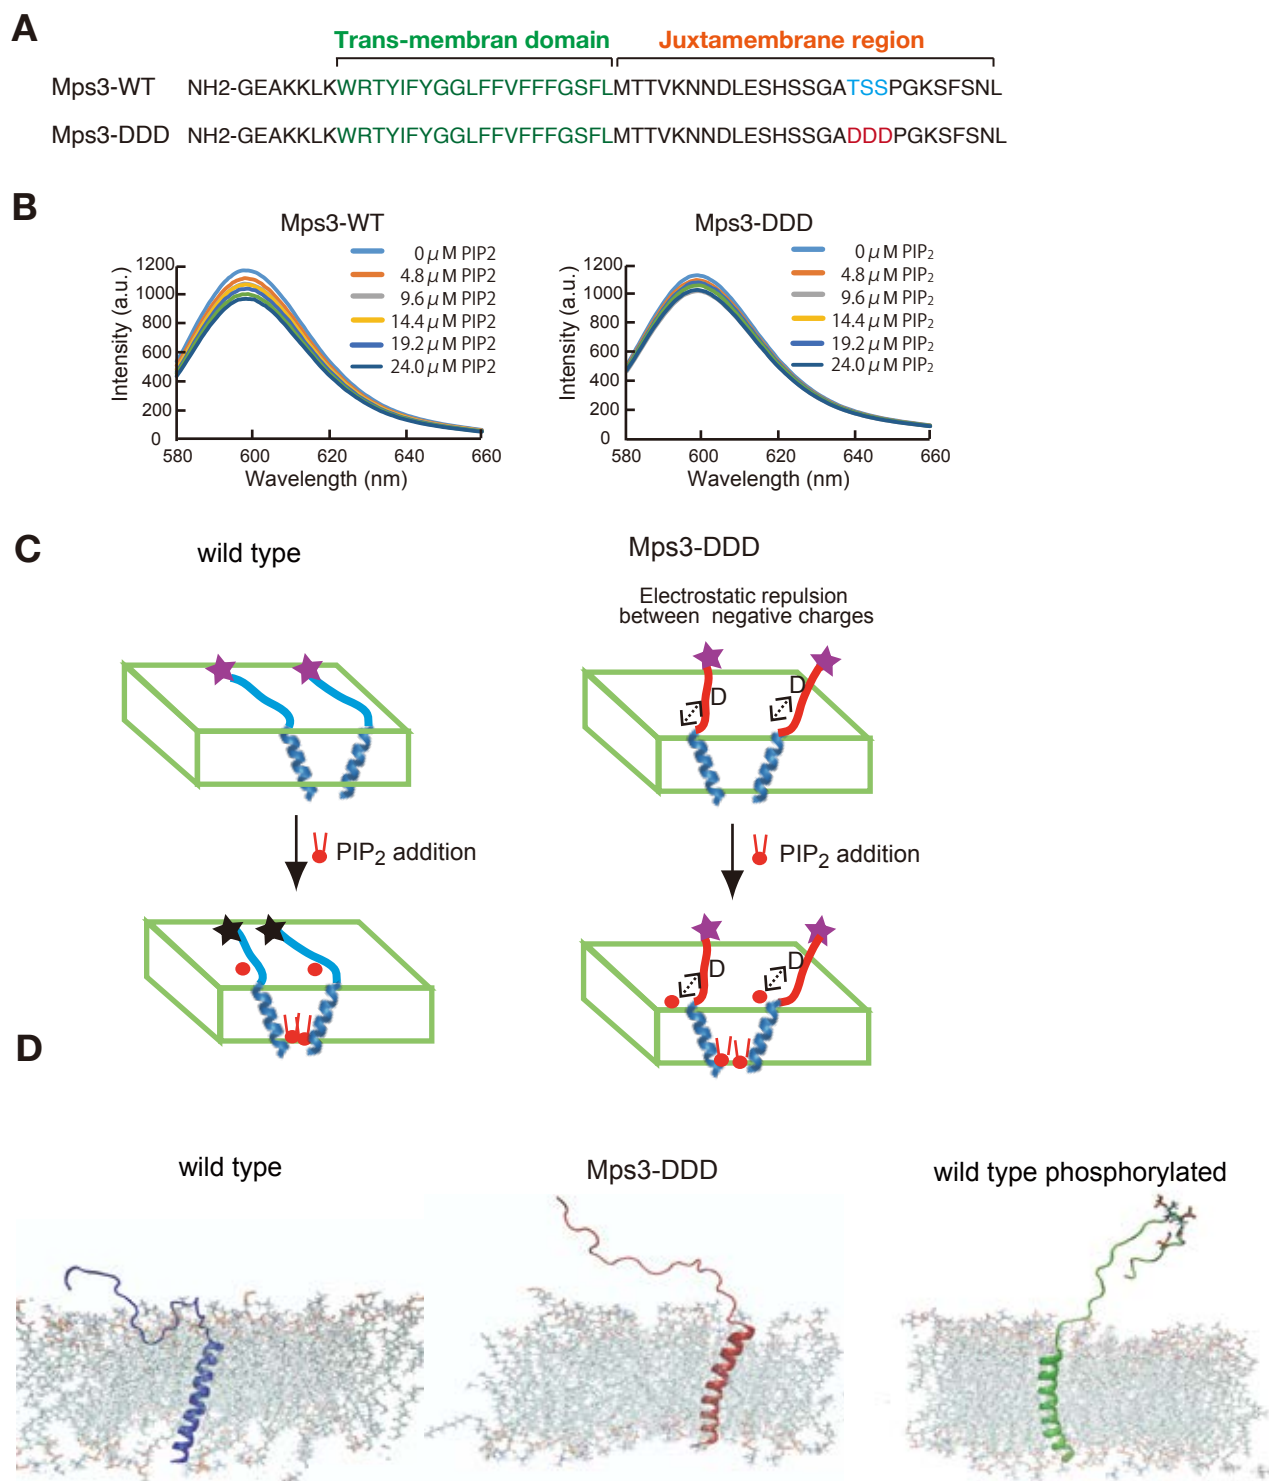 A
Trans-membran domain Juxtamembrane region
Mps3-WT NH2-GEAKKLKWRTYIFYGGLFFVFFFGSFLMTTVKNNDLESHSSGATSSPGKSFSNL
Mps3-DDD NH2-GEAKKLKWRTYIFYGGLFFVFFFGSFLMTTVKNNDLESHSSGADDDPGKSFSNL
B
Mps3-WT
0 μM PIP2
4.8 μM PIP2
9.6 μM PIP2
14.4 μM PIP2
19.2 μM PIP2
24.0 μM PIP2
Intensity (a.u.)
1200
1000
800
600
400
200
0
580 600 620 640 660
Wavelength (nm)
Mps3-DDD
0 μM PIP₂
4.8 μM PIP₂
9.6 μM PIP₂
14.4 μM PIP₂
19.2 μM PIP₂
24.0 μM PIP₂
Intensity (a.u.)
1200
1000
800
600
400
200
0
580 600 620 640 660
Wavelength (nm)
C
wild type
Mps3-DDD
Electrostatic repulsion
between negative charges
D
D
PIP₂ addition
PIP₂ addition
D
D
D
wild type
Mps3-DDD
wild type phosphorylated